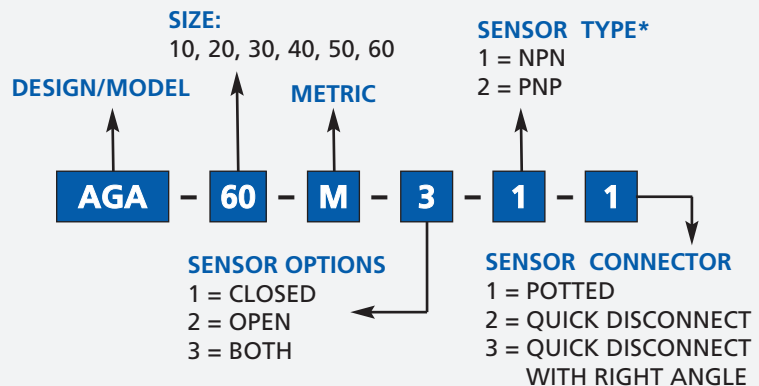 SIZE:
10, 20, 30, 40, 50, 60
SENSOR TYPE*
1 = NPN
2 = PNP
DESIGN/MODEL
METRIC
AGA - 60 - M - 3 - 1 - 1
SENSOR OPTIONS
1 = CLOSED
2 = OPEN
3 = BOTH
SENSOR CONNECTOR
1 = POTTED
2 = QUICK DISCONNECT
3 = QUICK DISCONNECT
WITH RIGHT ANGLE